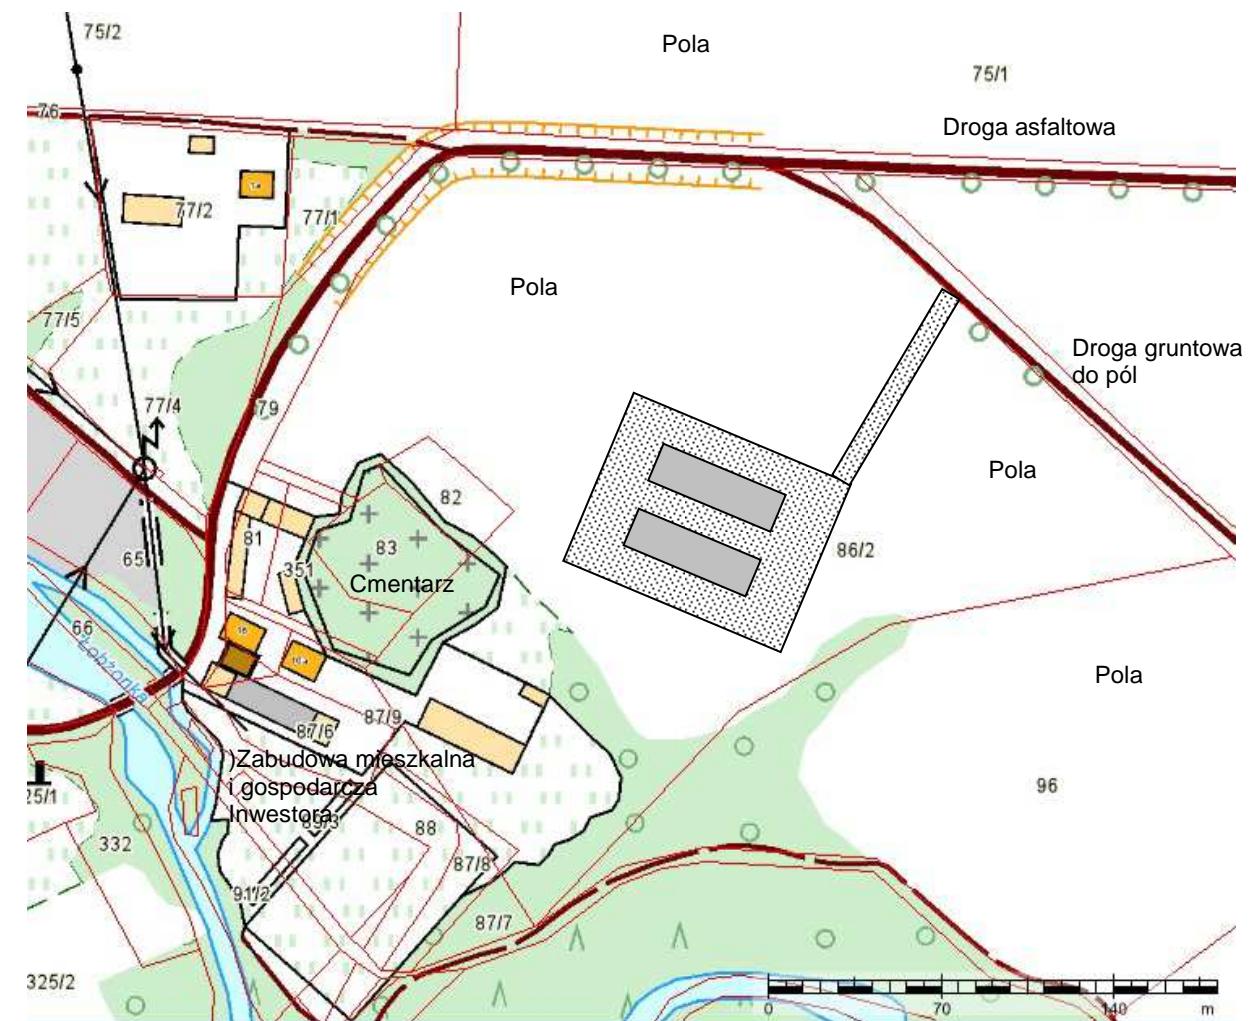 75/2
Pola
75/1
76
Droga asfaltowa
77/2
77/1
Pola
77/5
Droga gruntowa
do pól
77/4
79
Pola
82
81
83
86/2
65
351
Cmentarz
66
Łobżonka
Pola
87/9
87/6
)Zabudowa mieszkalna
i gospodarcza
Inwestora
25/1
96
89/3
88
332
87/8
91/2
87/7
325/2
0 70 140 m